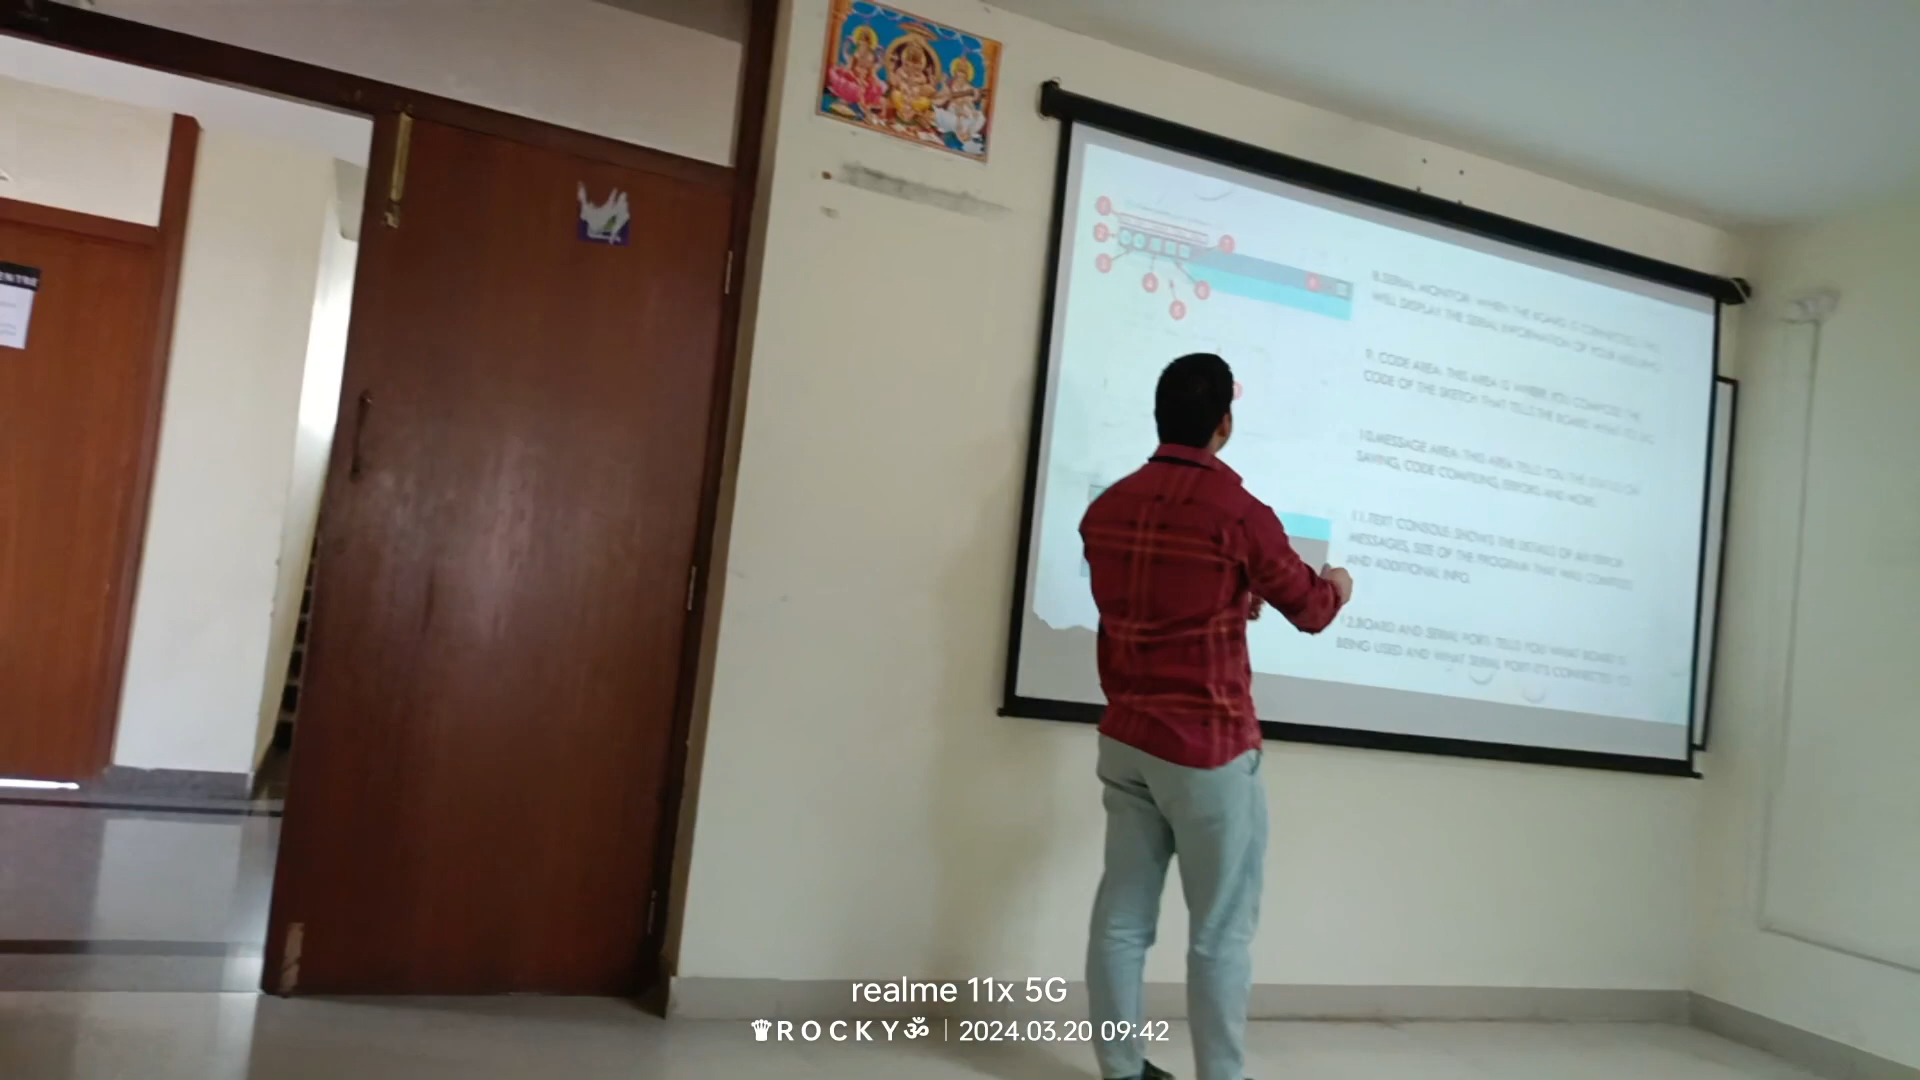 ENTRE
8.SERIAL MONITOR: WHEN THE BOARD IS CONNECTED, THIS
WILL DISPLAY THE SERIAL INFORMATION OF YOUR
9. CODE AREA: THIS AREA IS WHERE YOU COMPOSE THE
CODE OF THE SKETCH THAT TELLS THE BOARD WHAT TO DO
10.MESSAGE AREA: THIS AREA TELLS YOU THE STATUS ON
SAVING, CODE COMPILING, ERRORS AND MORE.
11.TEXT CONSOLE: SHOWS THE DETAILS OF AN ERROR
MESSAGES, SIZE OF THE PROGRAM THAT WAS COMPILED
AND ADDITIONAL INFO.
12.BOARD AND SERIAL PORT: TELLS YOU WHAT BOARD IS
BEING USED AND WHAT SERIAL PORT IT'S CONNECTED TO
realme 11x 5G
ROCKYॐ | 2024.03.20 09:42